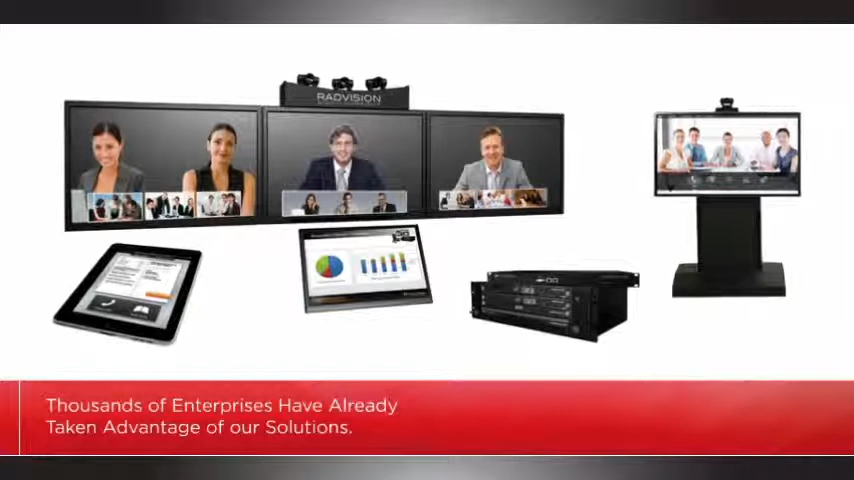 RADVISION
Thousands of Enterprises Have Already
Taken Advantage of our Solutions.